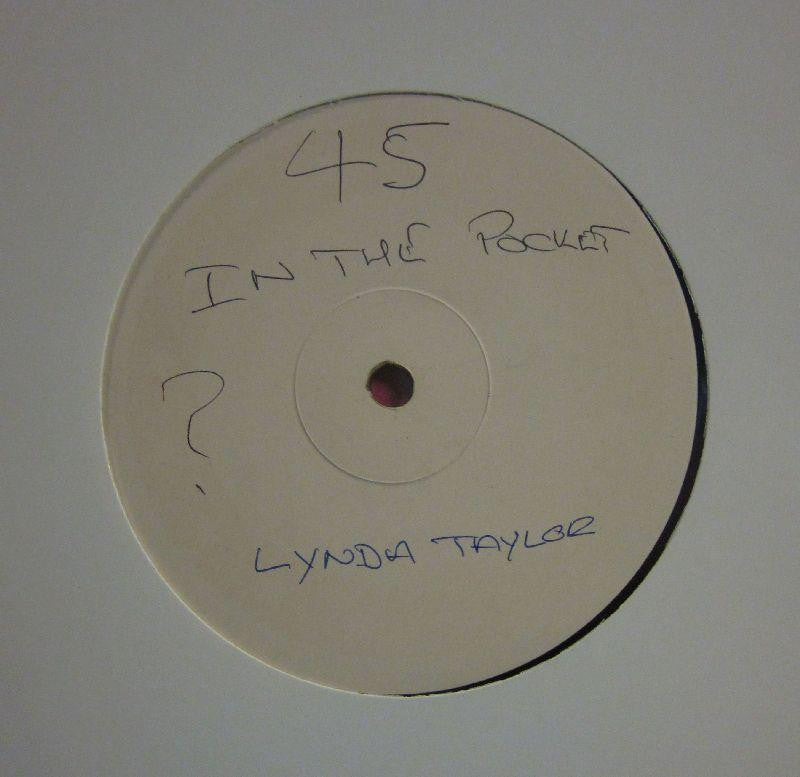 45
IN THE POCKET
?
LYNDA TAYLOR